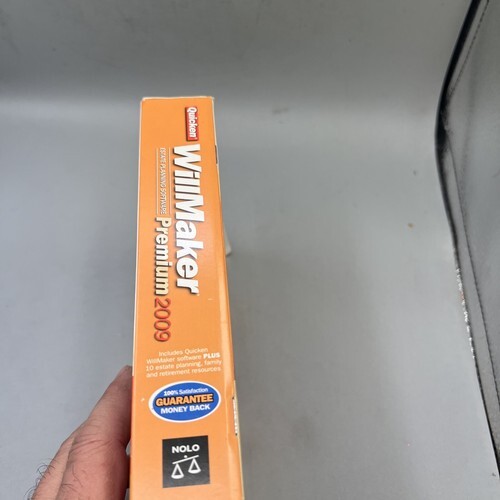 Quicken
WillMaker
ESTATE PLANNING SOFTWARE
Premium 2009
Includes Quicken
WillMaker software PLUS
10 estate planning, family
and retirement resources
100% Satisfaction
GUARANTEE
MONEY BACK
NOLO